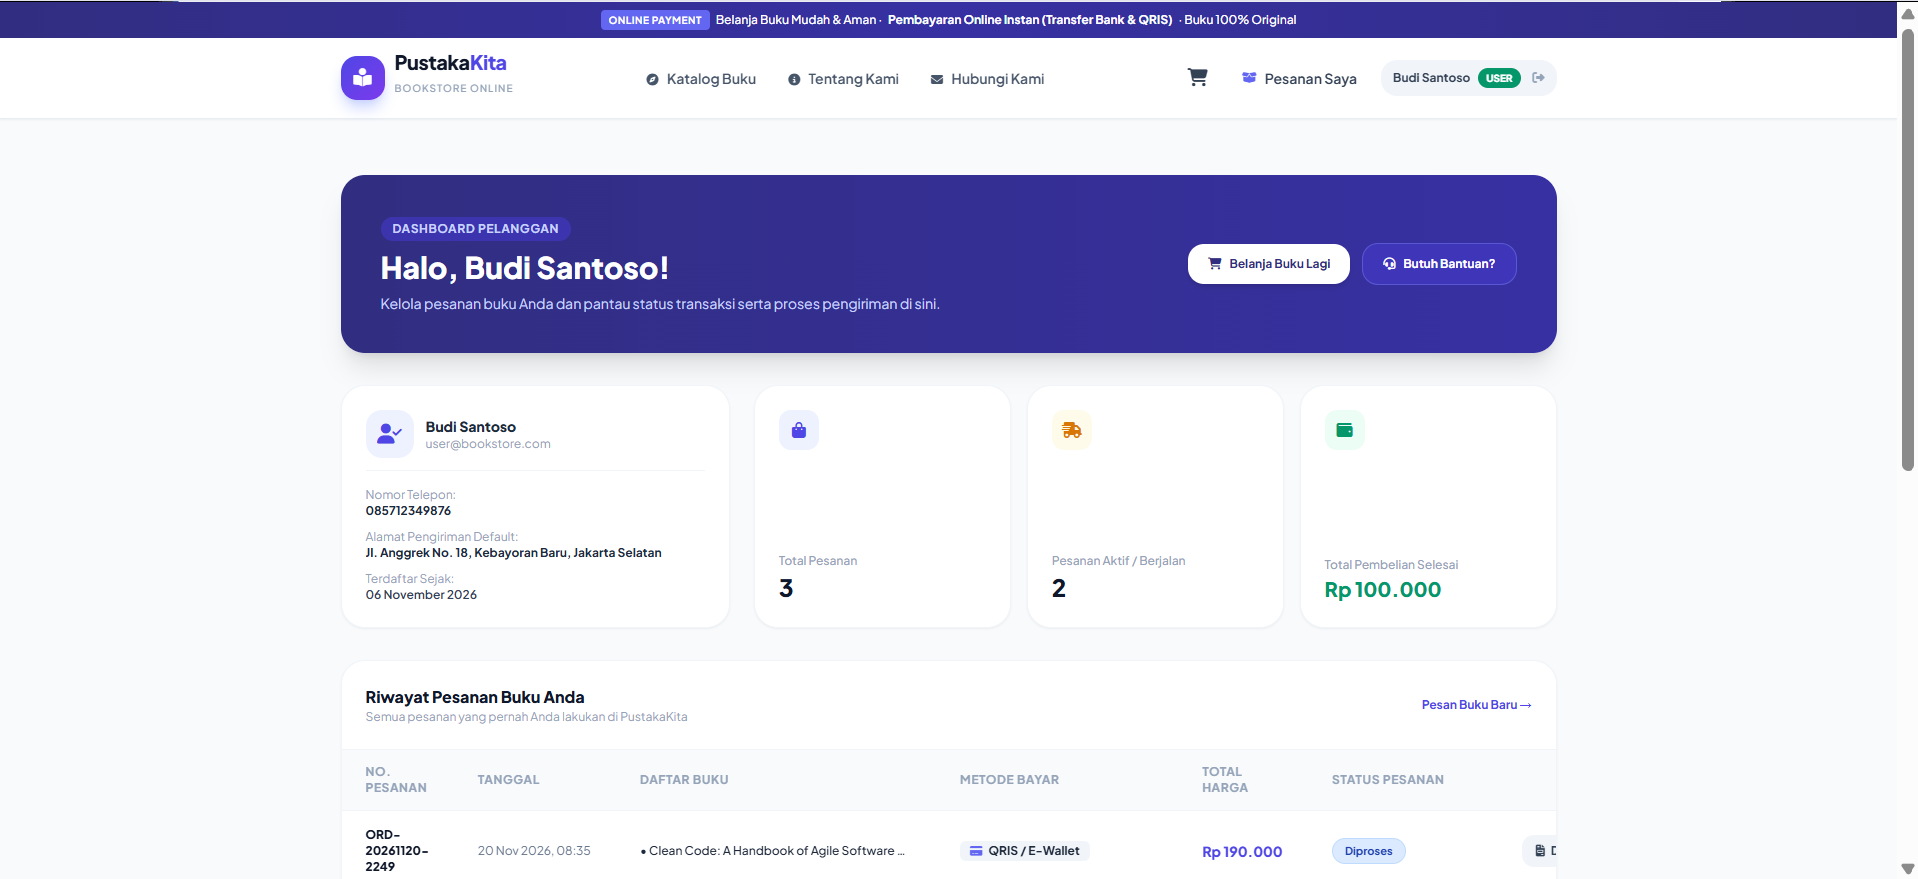 ONLINE PAYMENT Belanja Buku Mudah & Aman · Pembayaran Online Instan (Transfer Bank & QRIS) · Buku 100% Original
PustakaKita
BOOKSTORE ONLINE
Katalog Buku
Tentang Kami
Hubungi Kami
Pesanan Saya
Budi Santoso USER
DASHBOARD PELANGGAN
Halo, Budi Santoso!
Kelola pesanan buku Anda dan pantau status transaksi serta proses pengiriman di sini.
Belanja Buku Lagi
Butuh Bantuan?
Budi Santoso
user@bookstore.com
Nomor Telepon:
085712349876
Alamat Pengiriman Default:
Jl. Anggrek No. 18, Kebayoran Baru, Jakarta Selatan
Terdaftar Sejak:
06 November 2026
Total Pesanan
3
Pesanan Aktif / Berjalan
2
Total Pembelian Selesai
Rp 100.000
Riwayat Pesanan Buku Anda
Semua pesanan yang pernah Anda lakukan di PustakaKita
Pesan Buku Baru →
NO. PESANAN
TANGGAL
DAFTAR BUKU
METODE BAYAR
TOTAL HARGA
STATUS PESANAN
ORD-
20261120-
2249
20 Nov 2026, 08:35
• Clean Code: A Handbook of Agile Software ...
QRIS / E-Wallet
Rp 190.000
Diproses